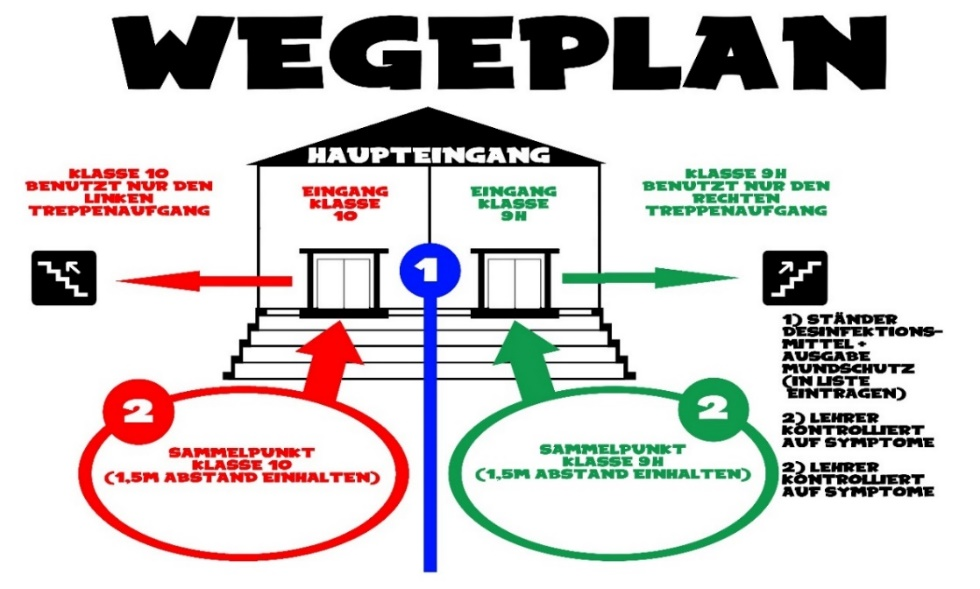 WEGEPLAN
HAUPTEINGANG
KLASSE 10
BENUTZT NUR DEN
LINKEN
TREPPENAUFGANG
EINGANG
KLASSE
10
EINGANG
KLASSE
9H
KLASSE 9H
BENUTZT NUR DEN
RECHTEN
TREPPENAUFGANG
1
1) STÄNDER
DESINFEKTIONS-
MITTEL +
AUSGABE
MUNDSCHUTZ
(IN LISTE
EINTRAGEN)
2) LEHRER
KONTROLLIERT
AUF SYMPTOME
2) LEHRER
KONTROLLIERT
AUF SYMPTOME
2
SAMMELPUNKT
KLASSE 10
(1,5M ABSTAND EINHALTEN)
2
SAMMELPUNKT
KLASSE 9H
(1,5M ABSTAND EINHALTEN)